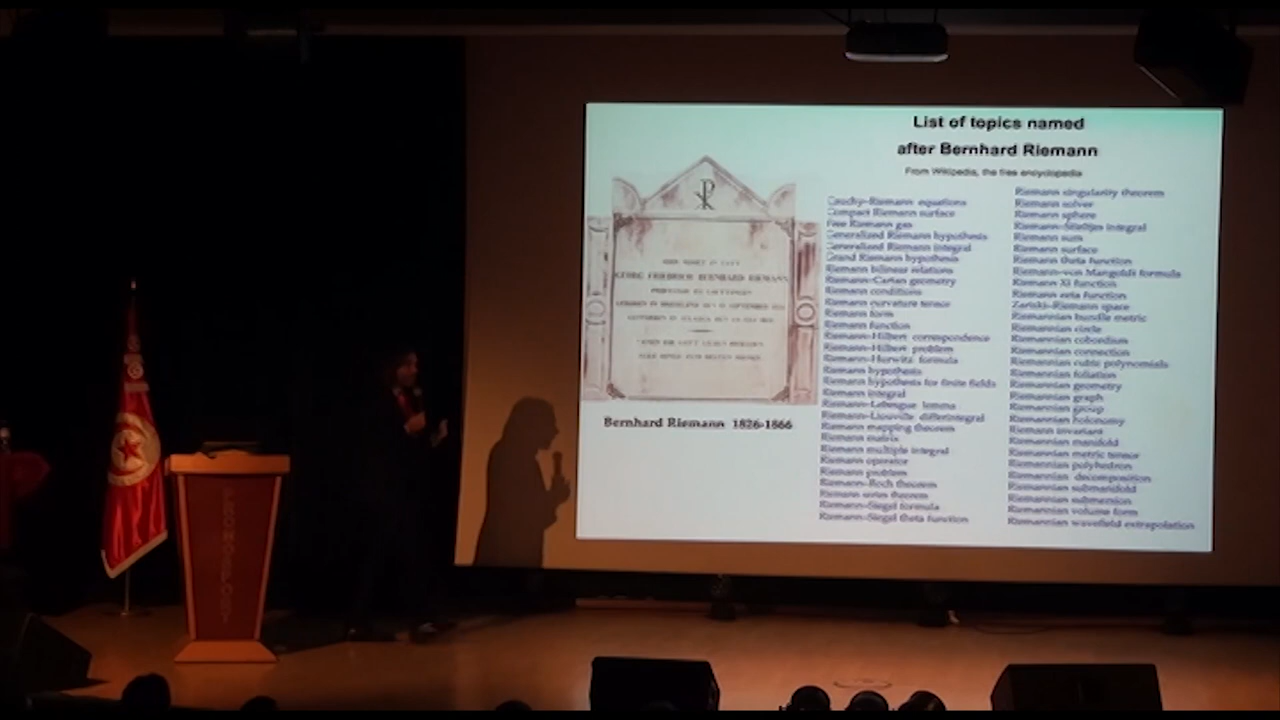 List of topics named
after Bernhard Riemann
From Wikipedia, the free encyclopedia
GEORG FRIEDRICH BERNHARD RIEMANN
Bernhard Riemann 1826-1866
Cauchy-Riemann equations
Compact Riemann surface
Free Riemann gas
Generalized Riemann hypothesis
Generalized Riemann integral
Grand Riemann hypothesis
Riemann bilinear relations
Riemann-Cartan geometry
Riemann conditions
Riemann curvature tensor
Riemann form
Riemann function
Riemann-Hilbert correspondence
Riemann-Hilbert problem
Riemann-Hurwitz formula
Riemann hypothesis
Riemann hypothesis for finite fields
Riemann integral
Riemann-Lebesgue lemma
Riemann-Liouville differintegral
Riemann mapping theorem
Riemann matrix
Riemann multiple integral
Riemann operator
Riemann problem
Riemann-Roch theorem
Riemann series theorem
Riemann-Siegel formula
Riemann-Siegel theta function
Riemann singularity theorem
Riemann solver
Riemann sphere
Riemann-Stieltjes integral
Riemann sum
Riemann surface
Riemann theta function
Riemann-von Mangoldt formula
Riemann Xi function
Riemann zeta function
Zariski-Riemann space
Riemannian bundle metric
Riemannian circle
Riemannian cobordism
Riemannian connection
Riemannian cubic polynomials
Riemannian foliation
Riemannian geometry
Riemannian graph
Riemannian group
Riemannian holonomy
Riemann invariant
Riemannian manifold
Riemannian metric tensor
Riemannian polyhedron
Riemannian decomposition
Riemannian submanifold
Riemannian submersion
Riemannian volume form
Riemannian wavefield extrapolation